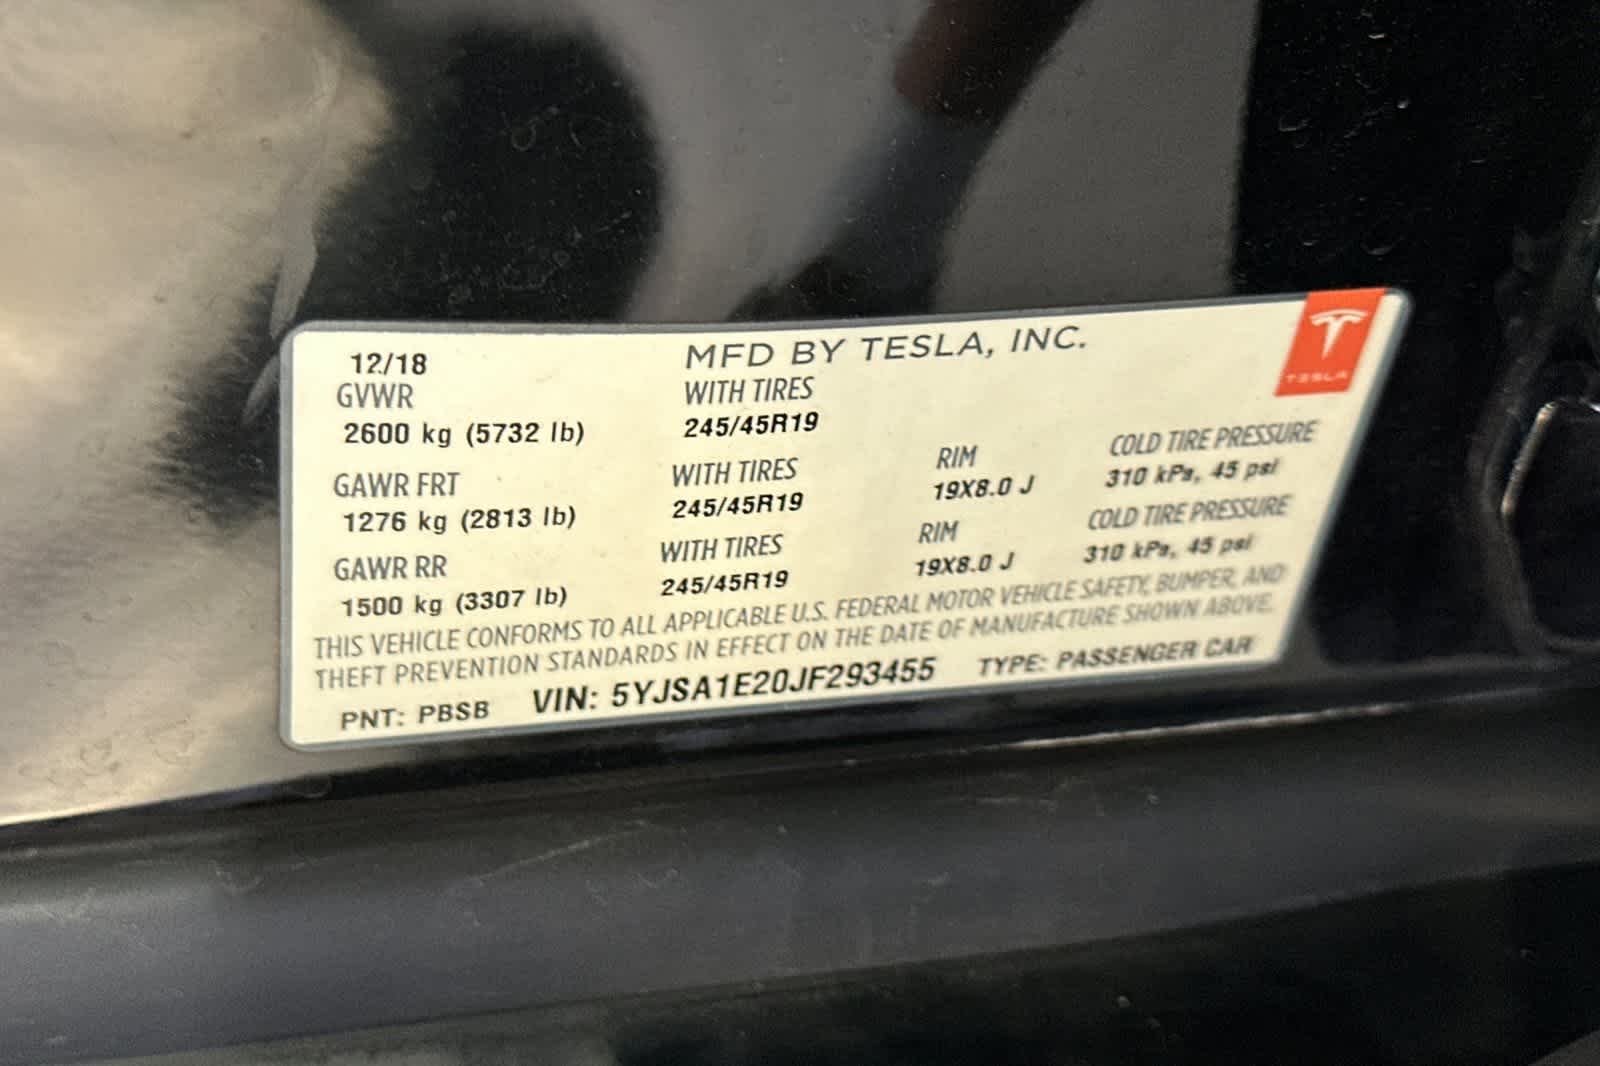 12/18 MFD BY TESLA, INC.
TESLA
GVWR WITH TIRES
2600 kg (5732 lb) 245/45R19
GAWR FRT WITH TIRES RIM COLD TIRE PRESSURE
1276 kg (2813 lb) 245/45R19 19X8.0 J 310 kPa, 45 psi
GAWR RR WITH TIRES RIM COLD TIRE PRESSURE
1500 kg (3307 lb) 245/45R19 19X8.0 J 310 kPa, 45 psi
THIS VEHICLE CONFORMS TO ALL APPLICABLE U.S. FEDERAL MOTOR VEHICLE SAFETY, BUMPER, AND
THEFT PREVENTION STANDARDS IN EFFECT ON THE DATE OF MANUFACTURE SHOWN ABOVE.
PNT: PBSB VIN: 5YJSA1E20JF293455 TYPE: PASSENGER CAR